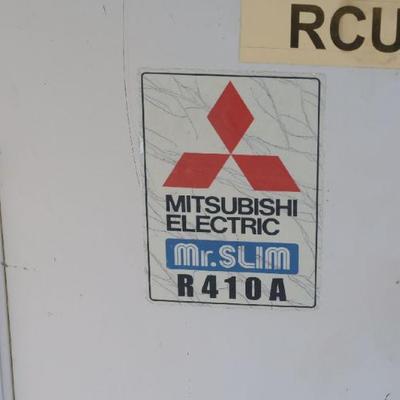 RCU
MITSUBISHI
ELECTRIC
Mr.SLIM
R410A